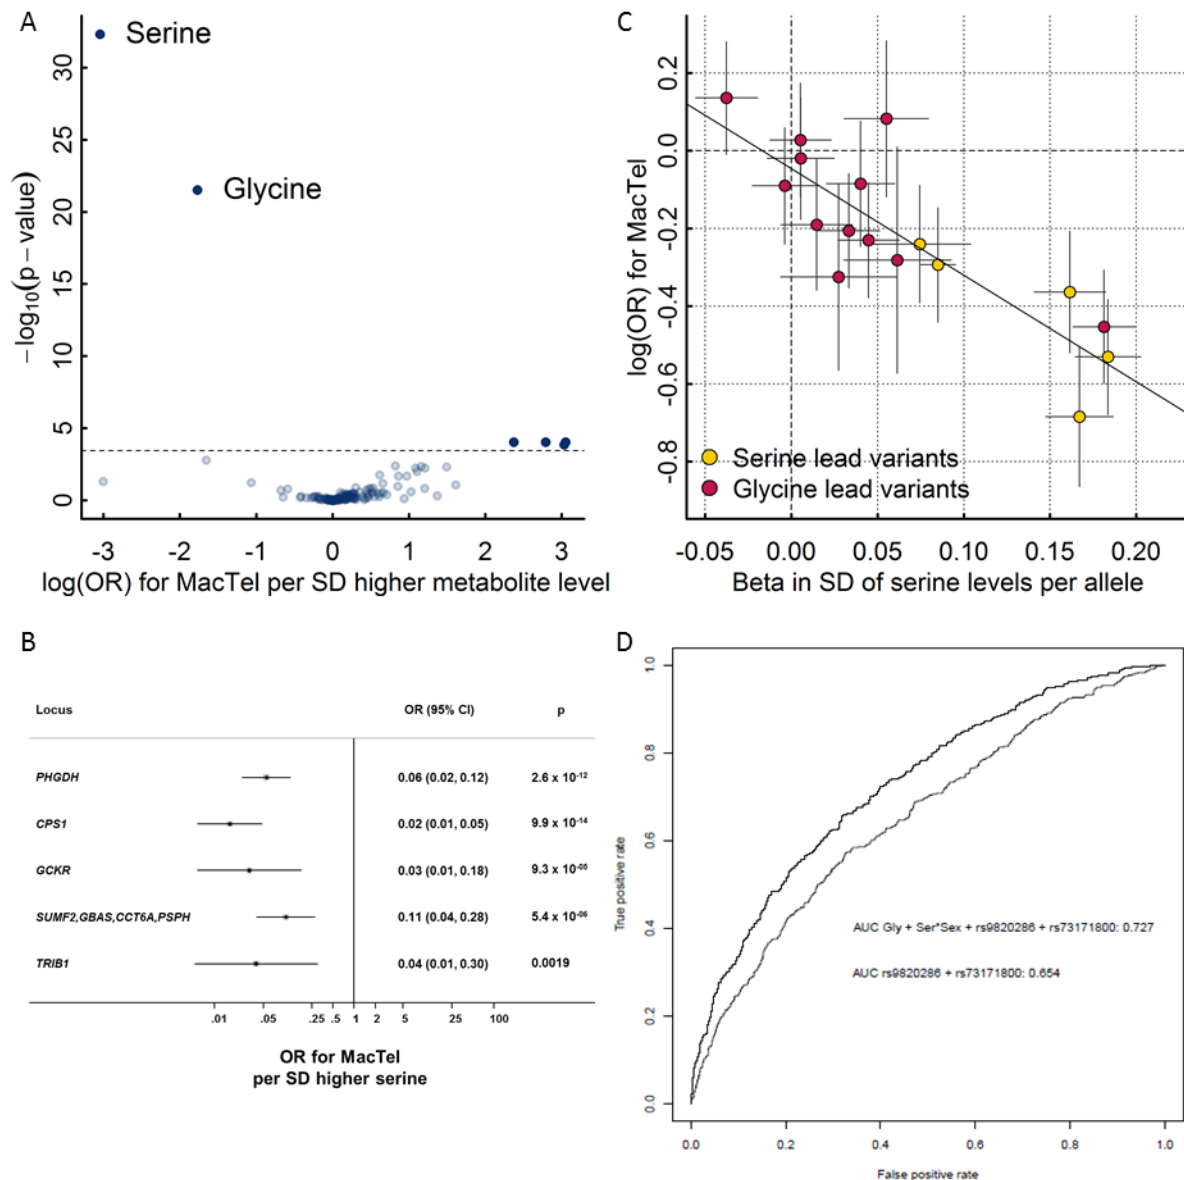 A
Serine
Glycine
−log₁₀(p−value)
30
25
20
15
10
5
0
-3 -2 -1 0 1 2 3
log(OR) for MacTel per SD higher metabolite level
C
log(OR) for MacTel
0.2
0.0
-0.2
-0.4
-0.6
-0.8
Serine lead variants
Glycine lead variants
-0.05 0.00 0.05 0.10 0.15 0.20
Beta in SD of serine levels per allele
B
Locus OR (95% CI) p
PHGDH 0.06 (0.02, 0.12) 2.6 x 10⁻¹²
CPS1 0.02 (0.01, 0.05) 9.9 x 10⁻¹⁴
GCKR 0.03 (0.01, 0.18) 9.3 x 10⁻⁰⁵
SUMF2,GBAS,CCT6A,PSPH 0.11 (0.04, 0.28) 5.4 x 10⁻⁰⁶
TRIB1 0.04 (0.01, 0.30) 0.0019
.01 .05 .25 .5 1 2 5 25 100
OR for MacTel
per SD higher serine
D
True positive rate
1.0
0.8
0.6
0.4
0.2
0.0
AUC Gly + Ser*Sex + rs9820286 + rs73171800: 0.727
AUC rs9820286 + rs73171800: 0.654
0.0 0.2 0.4 0.6 0.8 1.0
False positive rate